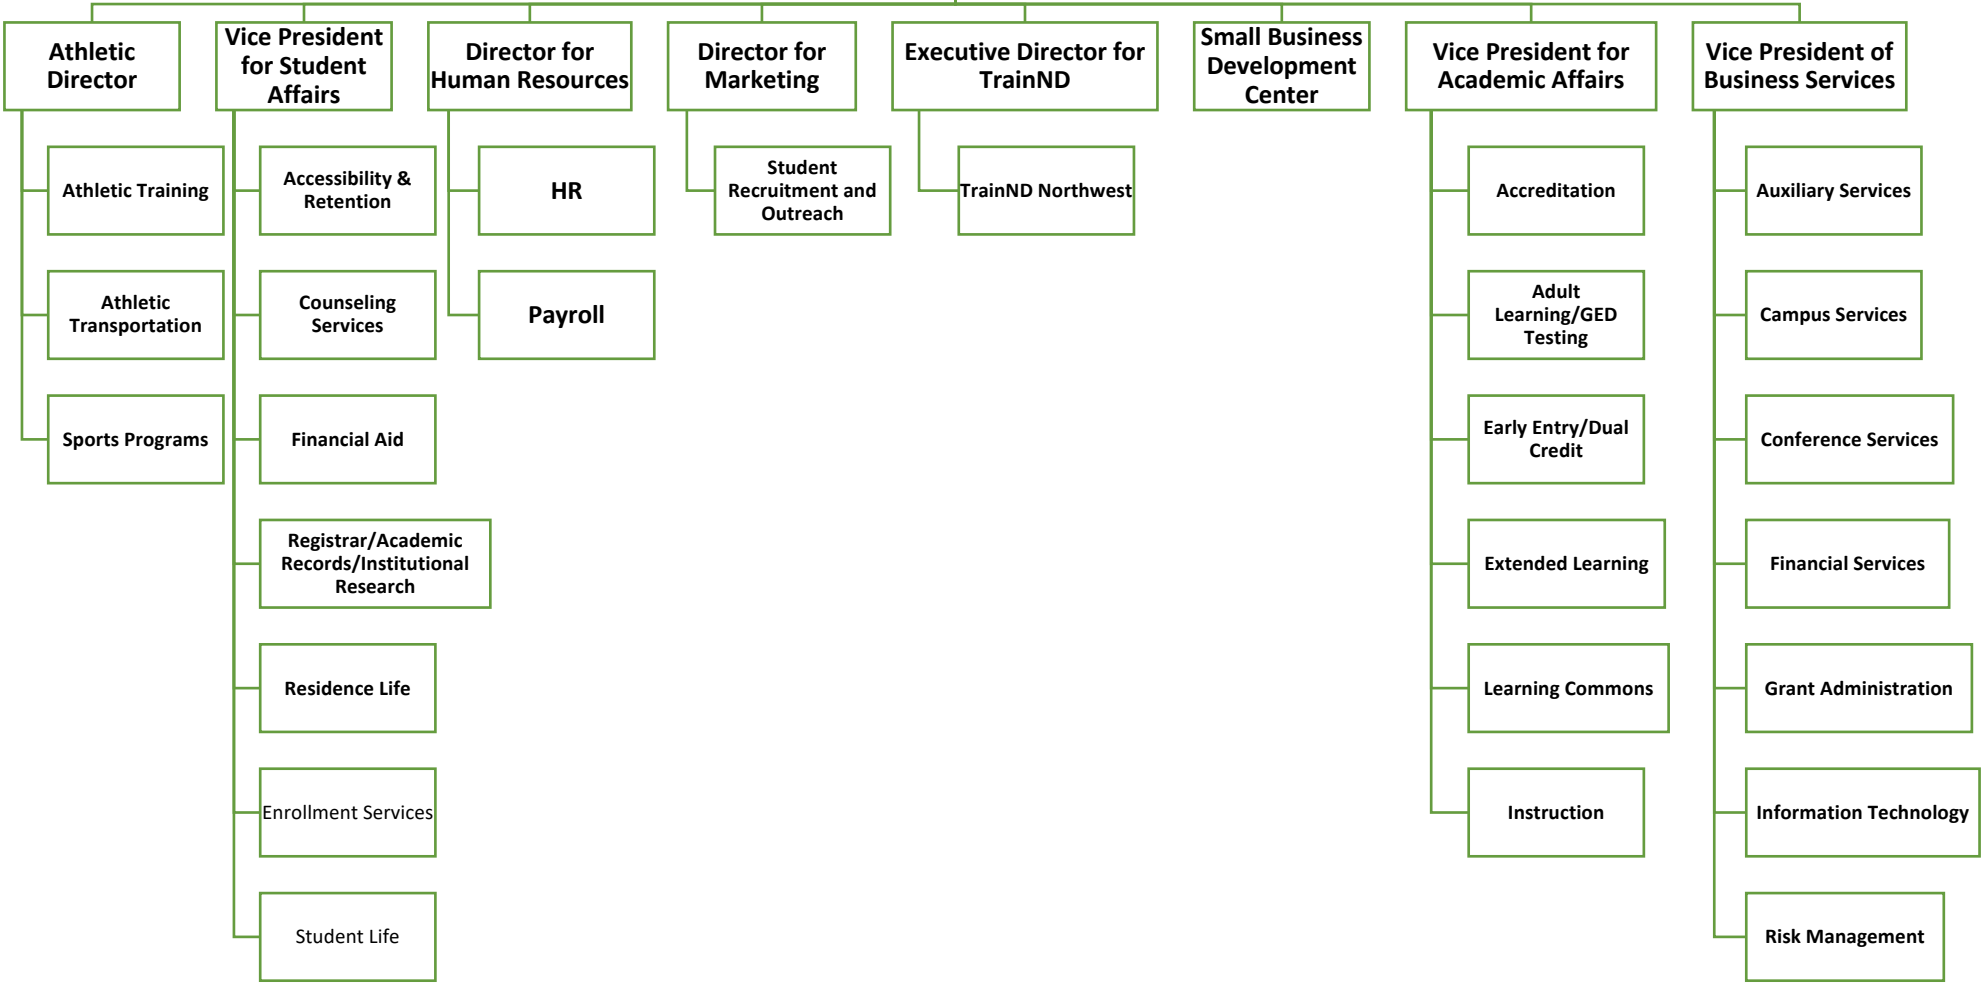 Athletic
Director
Vice President
for Student
Affairs
Director for
Human Resources
Director for
Marketing
Executive Director for
TrainND
Small Business
Development
Center
Vice President for
Academic Affairs
Vice President of
Business Services
Athletic Training
Athletic
Transportation
Sports Programs
Accessibility &
Retention
Counseling
Services
Financial Aid
Registrar/Academic
Records/Institutional
Research
Residence Life
Enrollment Services
Student Life
HR
Payroll
Student
Recruitment and
Outreach
TrainND Northwest
Accreditation
Adult
Learning/GED
Testing
Early Entry/Dual
Credit
Extended Learning
Learning Commons
Instruction
Auxiliary Services
Campus Services
Conference Services
Financial Services
Grant Administration
Information Technology
Risk Management